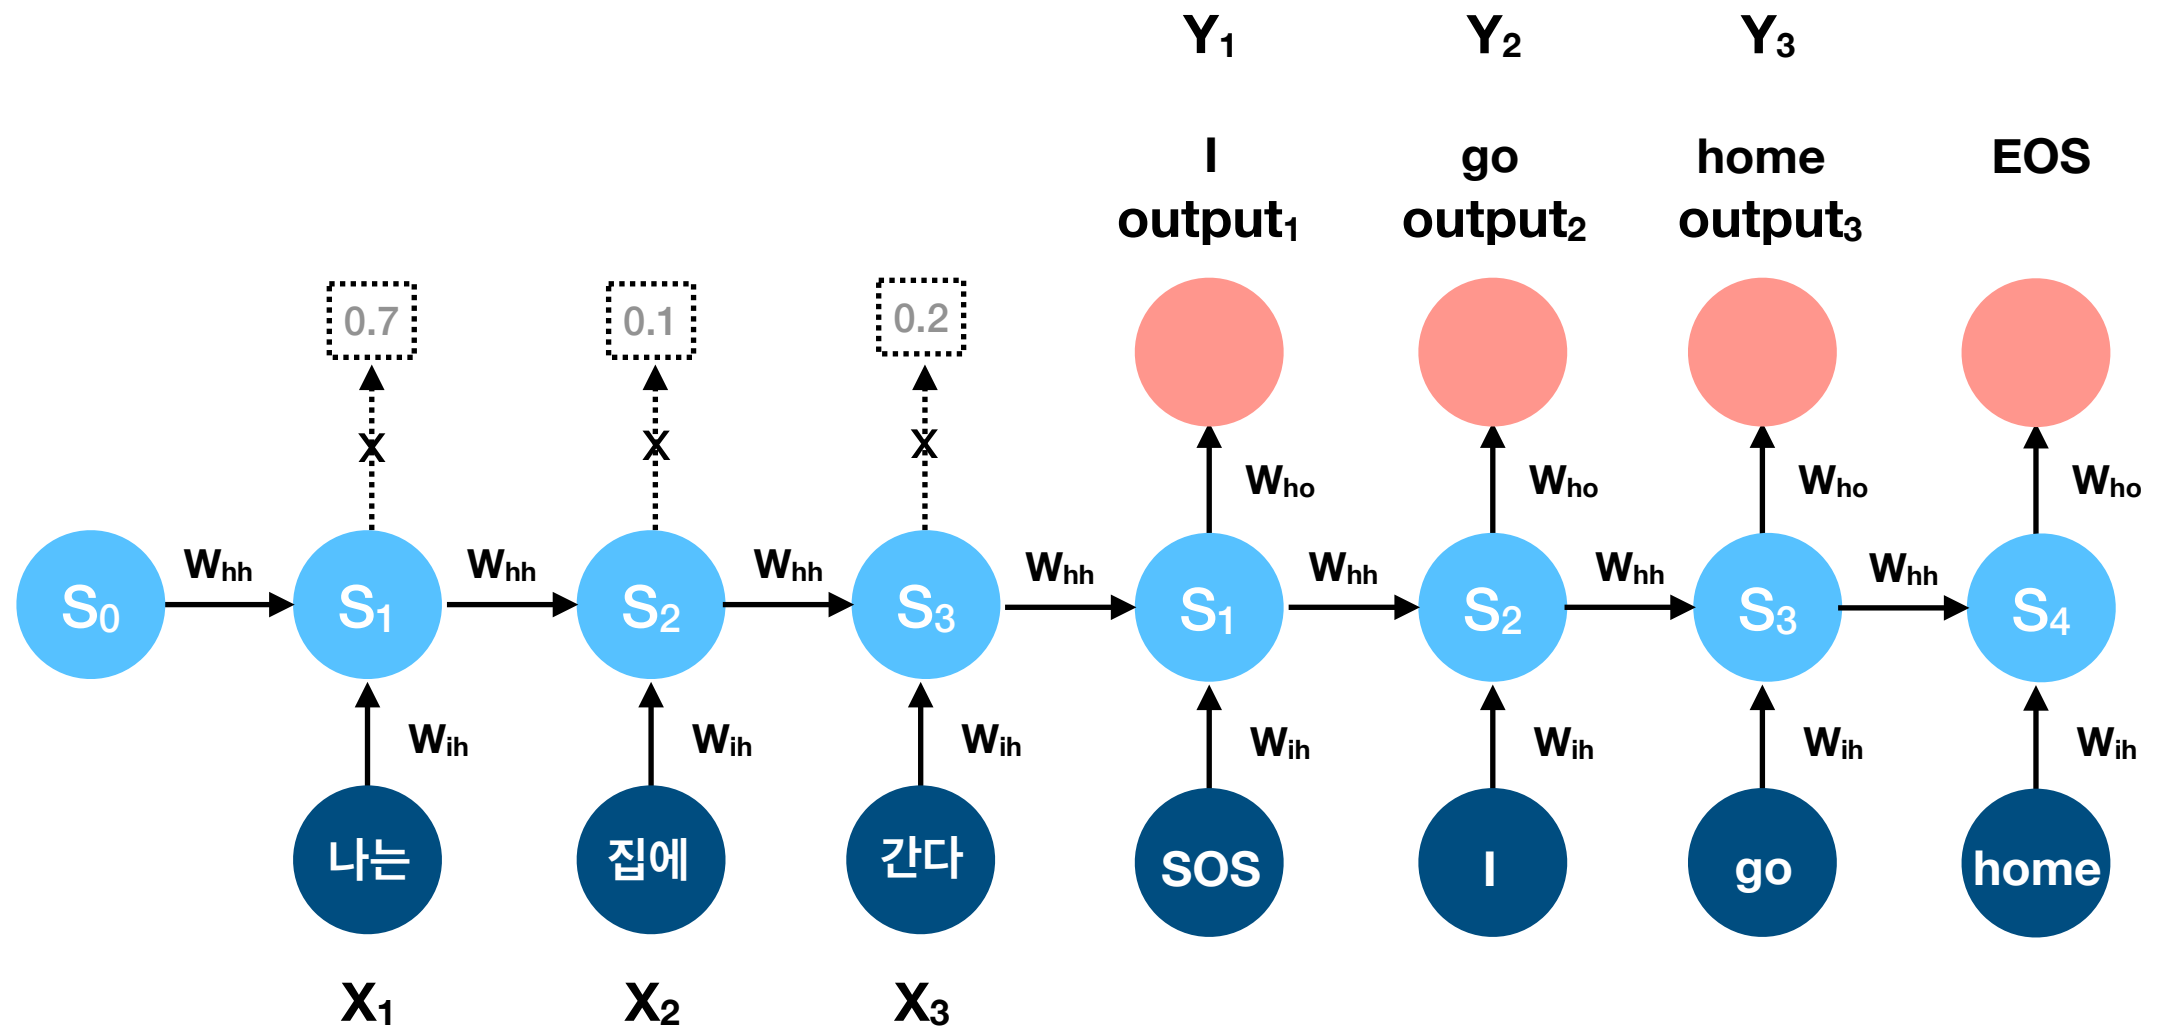 Y1 Y2 Y3
I go home EOS
output1 output2 output3
0.7 0.1 0.2
X X X
Who Who Who Who
Whh Whh Whh Whh Whh Whh Whh
S0 S1 S2 S3 S1 S2 S3 S4
Wih Wih Wih Wih Wih Wih Wih
나는 집에 간다 SOS I go home
X1 X2 X3